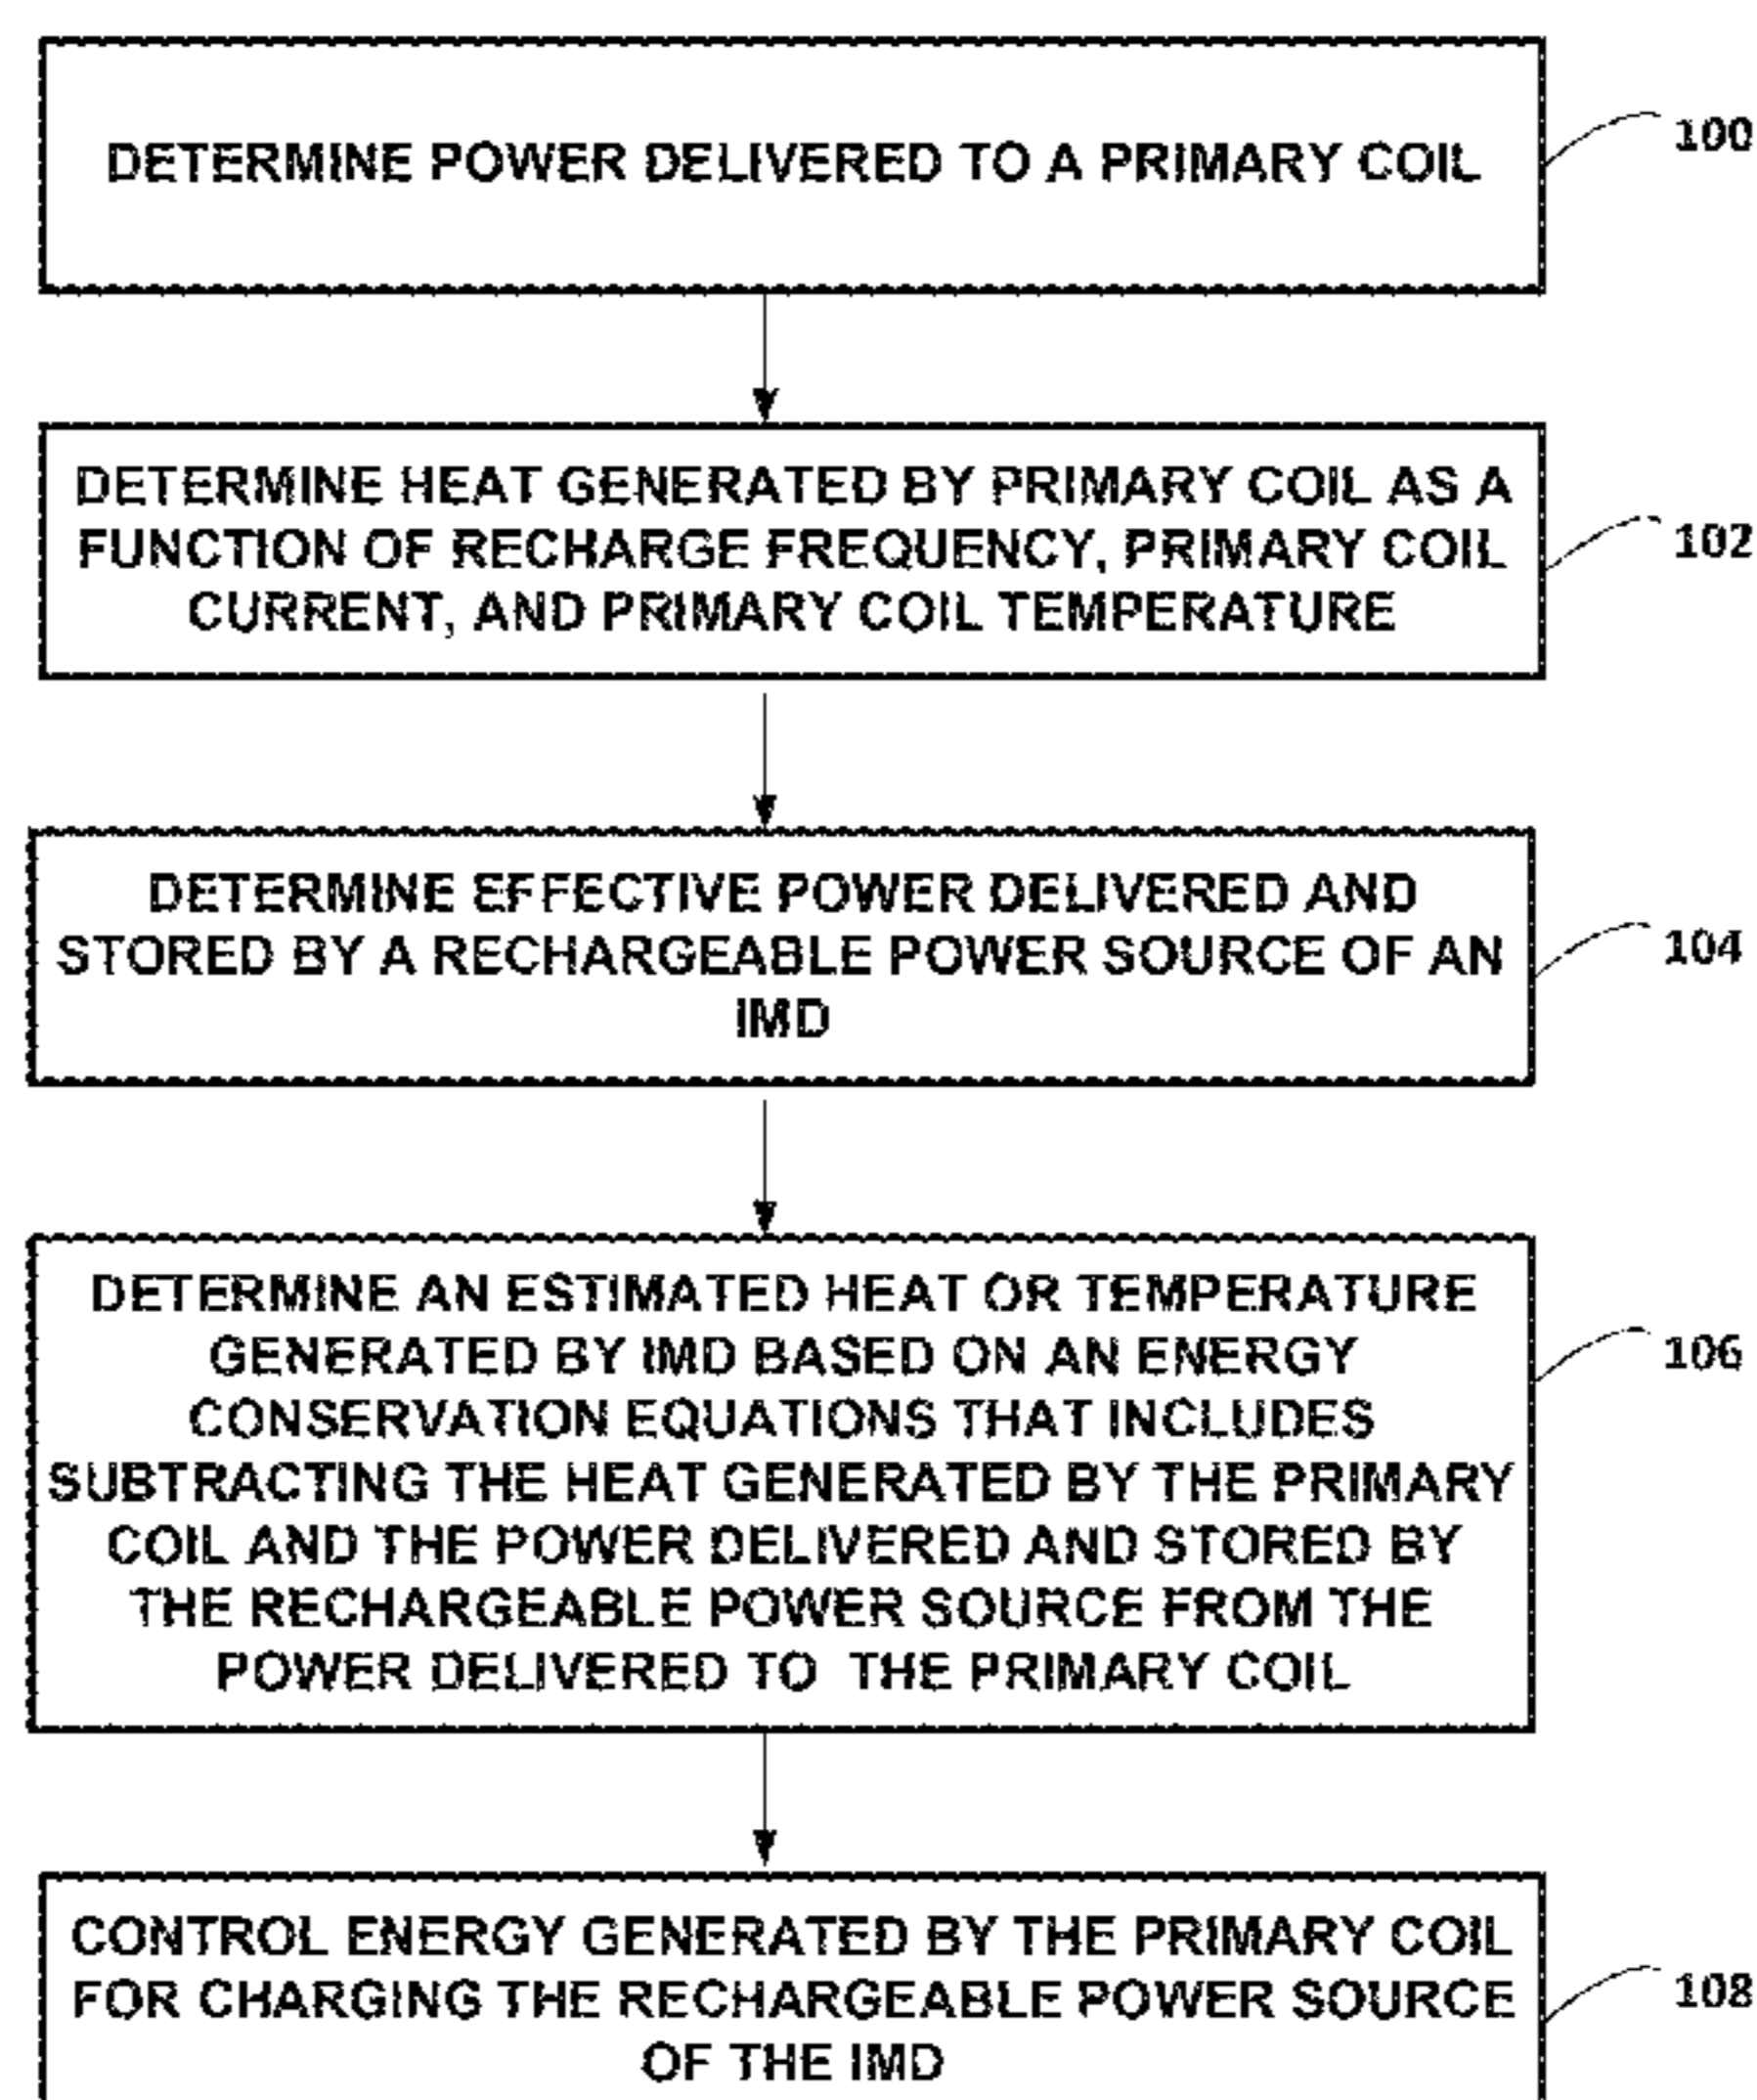 DETERMINE POWER DELIVERED TO A PRIMARY COIL
100
DETERMINE HEAT GENERATED BY PRIMARY COIL AS A
FUNCTION OF RECHARGE FREQUENCY, PRIMARY COIL
CURRENT, AND PRIMARY COIL TEMPERATURE
102
DETERMINE EFFECTIVE POWER DELIVERED AND
STORED BY A RECHARGEABLE POWER SOURCE OF AN
IMD
104
DETERMINE AN ESTIMATED HEAT OR TEMPERATURE
GENERATED BY IMD BASED ON AN ENERGY
CONSERVATION EQUATIONS THAT INCLUDES
SUBTRACTING THE HEAT GENERATED BY THE PRIMARY
COIL AND THE POWER DELIVERED AND STORED BY
THE RECHARGEABLE POWER SOURCE FROM THE
POWER DELIVERED TO THE PRIMARY COIL
106
CONTROL ENERGY GENERATED BY THE PRIMARY COIL
FOR CHARGING THE RECHARGEABLE POWER SOURCE
OF THE IMD
108